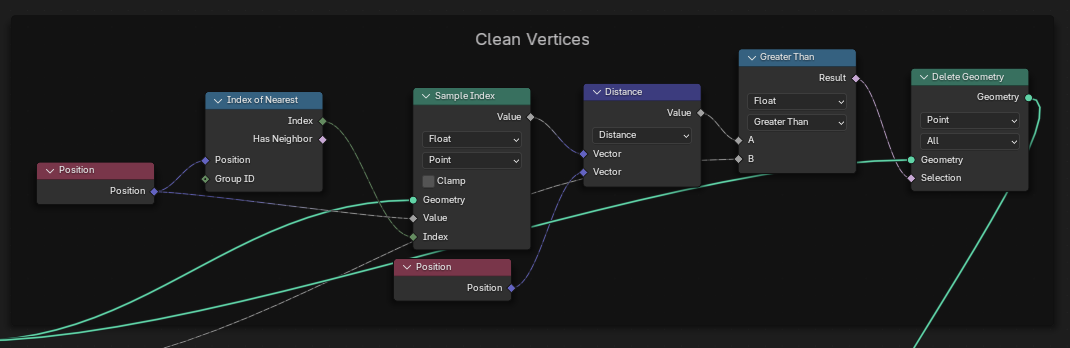 Clean Vertices
Position
Position
Index of Nearest
Index
Has Neighbor
Position
Group ID
Sample Index
Value
Float
Point
Clamp
Geometry
Value
Index
Position
Position
Distance
Value
Distance
Vector
Vector
Greater Than
Result
Float
Greater Than
A
B
Delete Geometry
Geometry
Point
All
Geometry
Selection